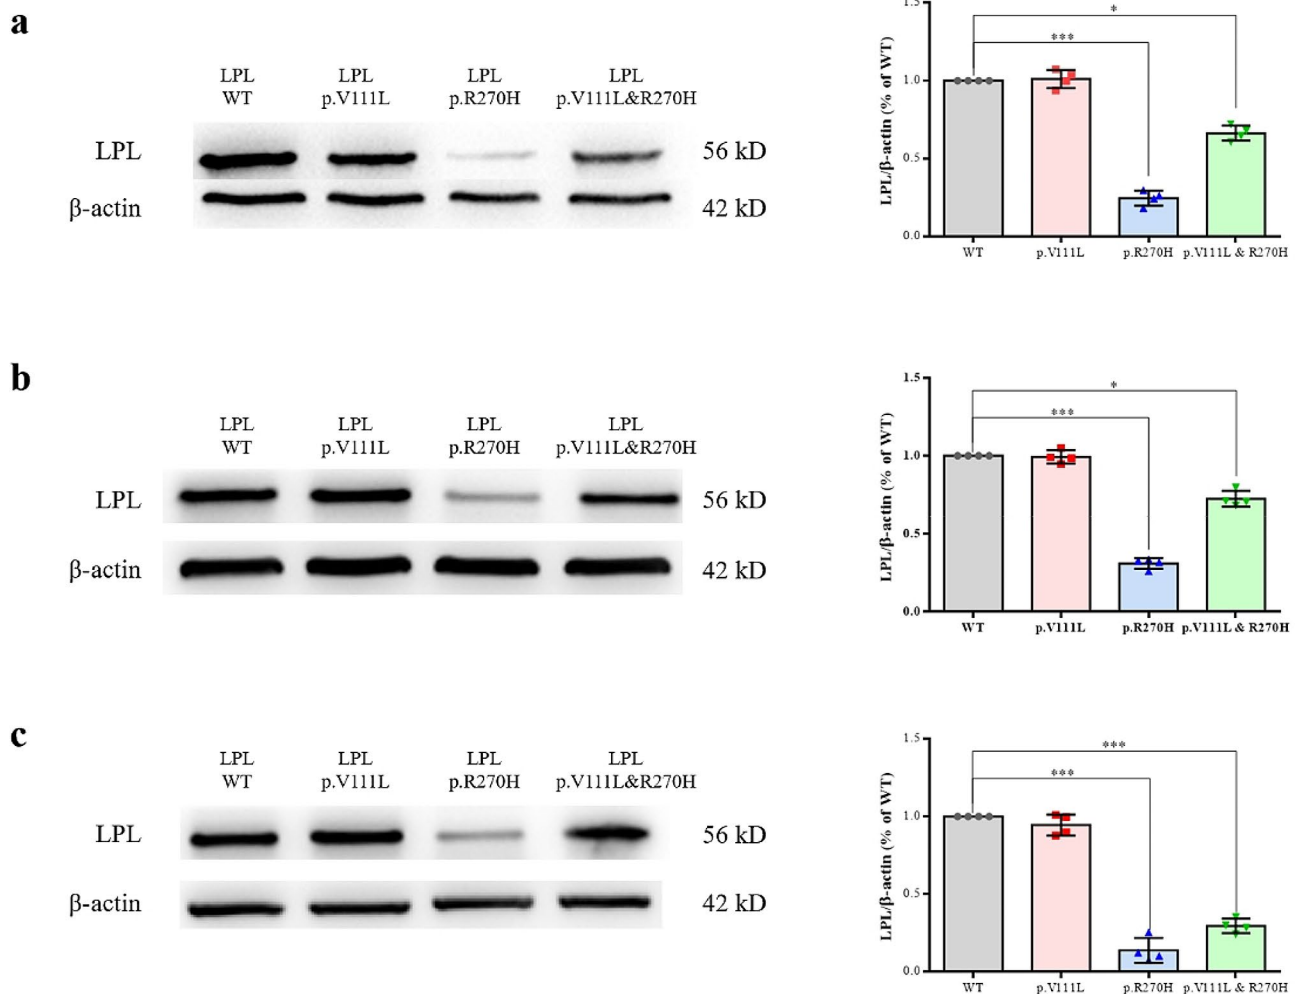 a
LPL LPL LPL LPL
WT p.V111L p.R270H p.V111L&R270H
LPL 56 kD
β-actin 42 kD
LPL/β-actin (% of WT)
1.5
1.0
0.5
0.0
*
***
WT p.V111L p.R270H p.V111L & R270H
b
LPL LPL LPL LPL
WT p.V111L p.R270H p.V111L&R270H
LPL 56 kD
β-actin 42 kD
LPL/β-actin (% of WT)
1.5
1.0
0.5
0.0
*
***
WT p.V111L p.R270H p.V111L & R270H
c
LPL LPL LPL LPL
WT p.V111L p.R270H p.V111L&R270H
LPL 56 kD
β-actin 42 kD
LPL/β-actin (% of WT)
1.5
1.0
0.5
0.0
***
***
WT p.V111L p.R270H p.V111L & R270H